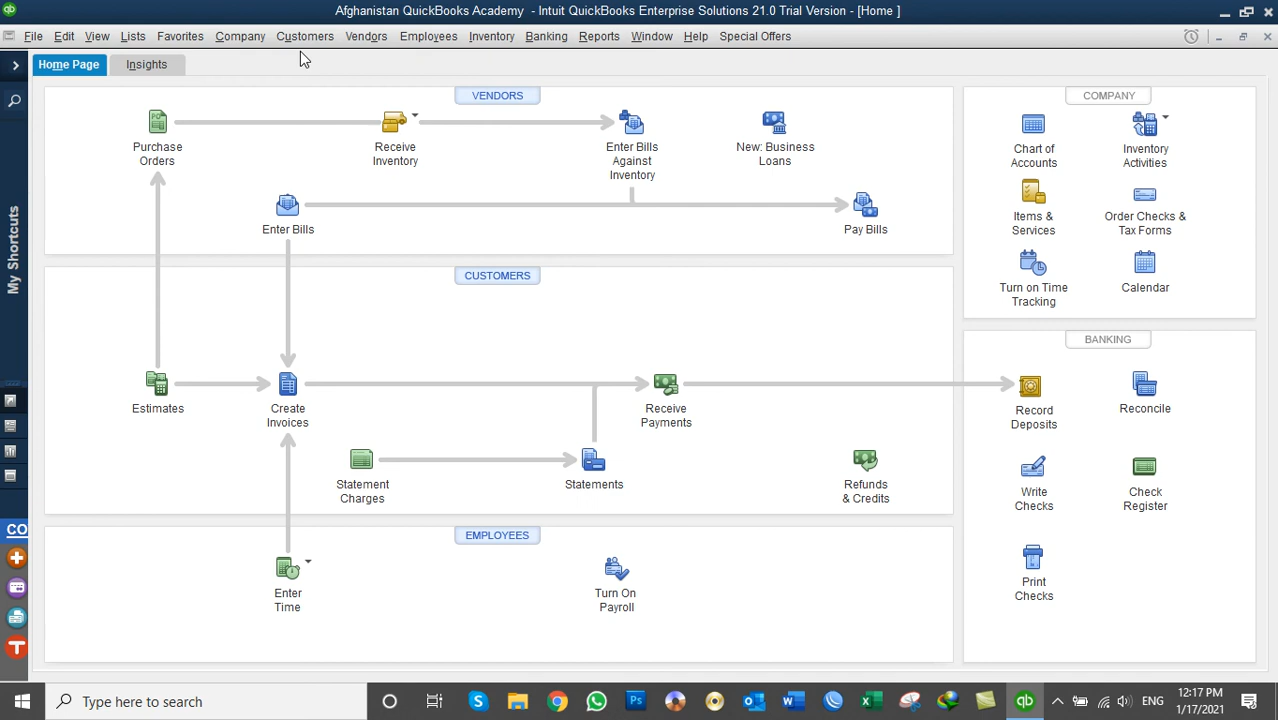 Afghanistan QuickBooks Academy - Intuit QuickBooks Enterprise Solutions 21.0 Trial Version - [Home ]
File Edit View Lists Favorites Company Customers Vendors Employees Inventory Banking Reports Window Help Special Offers
Home Page Insights
VENDORS
Purchase
Orders
Receive
Inventory
Enter Bills
Against
Inventory
New: Business
Loans
Enter Bills
Pay Bills
CUSTOMERS
Estimates
Create
Invoices
Receive
Payments
Statement
Charges
Statements
Refunds
& Credits
EMPLOYEES
Enter
Time
Turn On
Payroll
COMPANY
Chart of
Accounts
Inventory
Activities
Items &
Services
Order Checks &
Tax Forms
Turn on Time
Tracking
Calendar
BANKING
Record
Deposits
Reconcile
Write
Checks
Check
Register
Print
Checks
My Shortcuts
CO
Type here to search
ENG
12:17 PM
1/17/2021